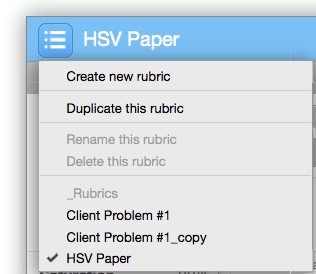 HSV Paper
Create new rubric
Duplicate this rubric
Rename this rubric
Delete this rubric
_Rubrics
Client Problem #1
Client Problem #1_copy
HSV Paper